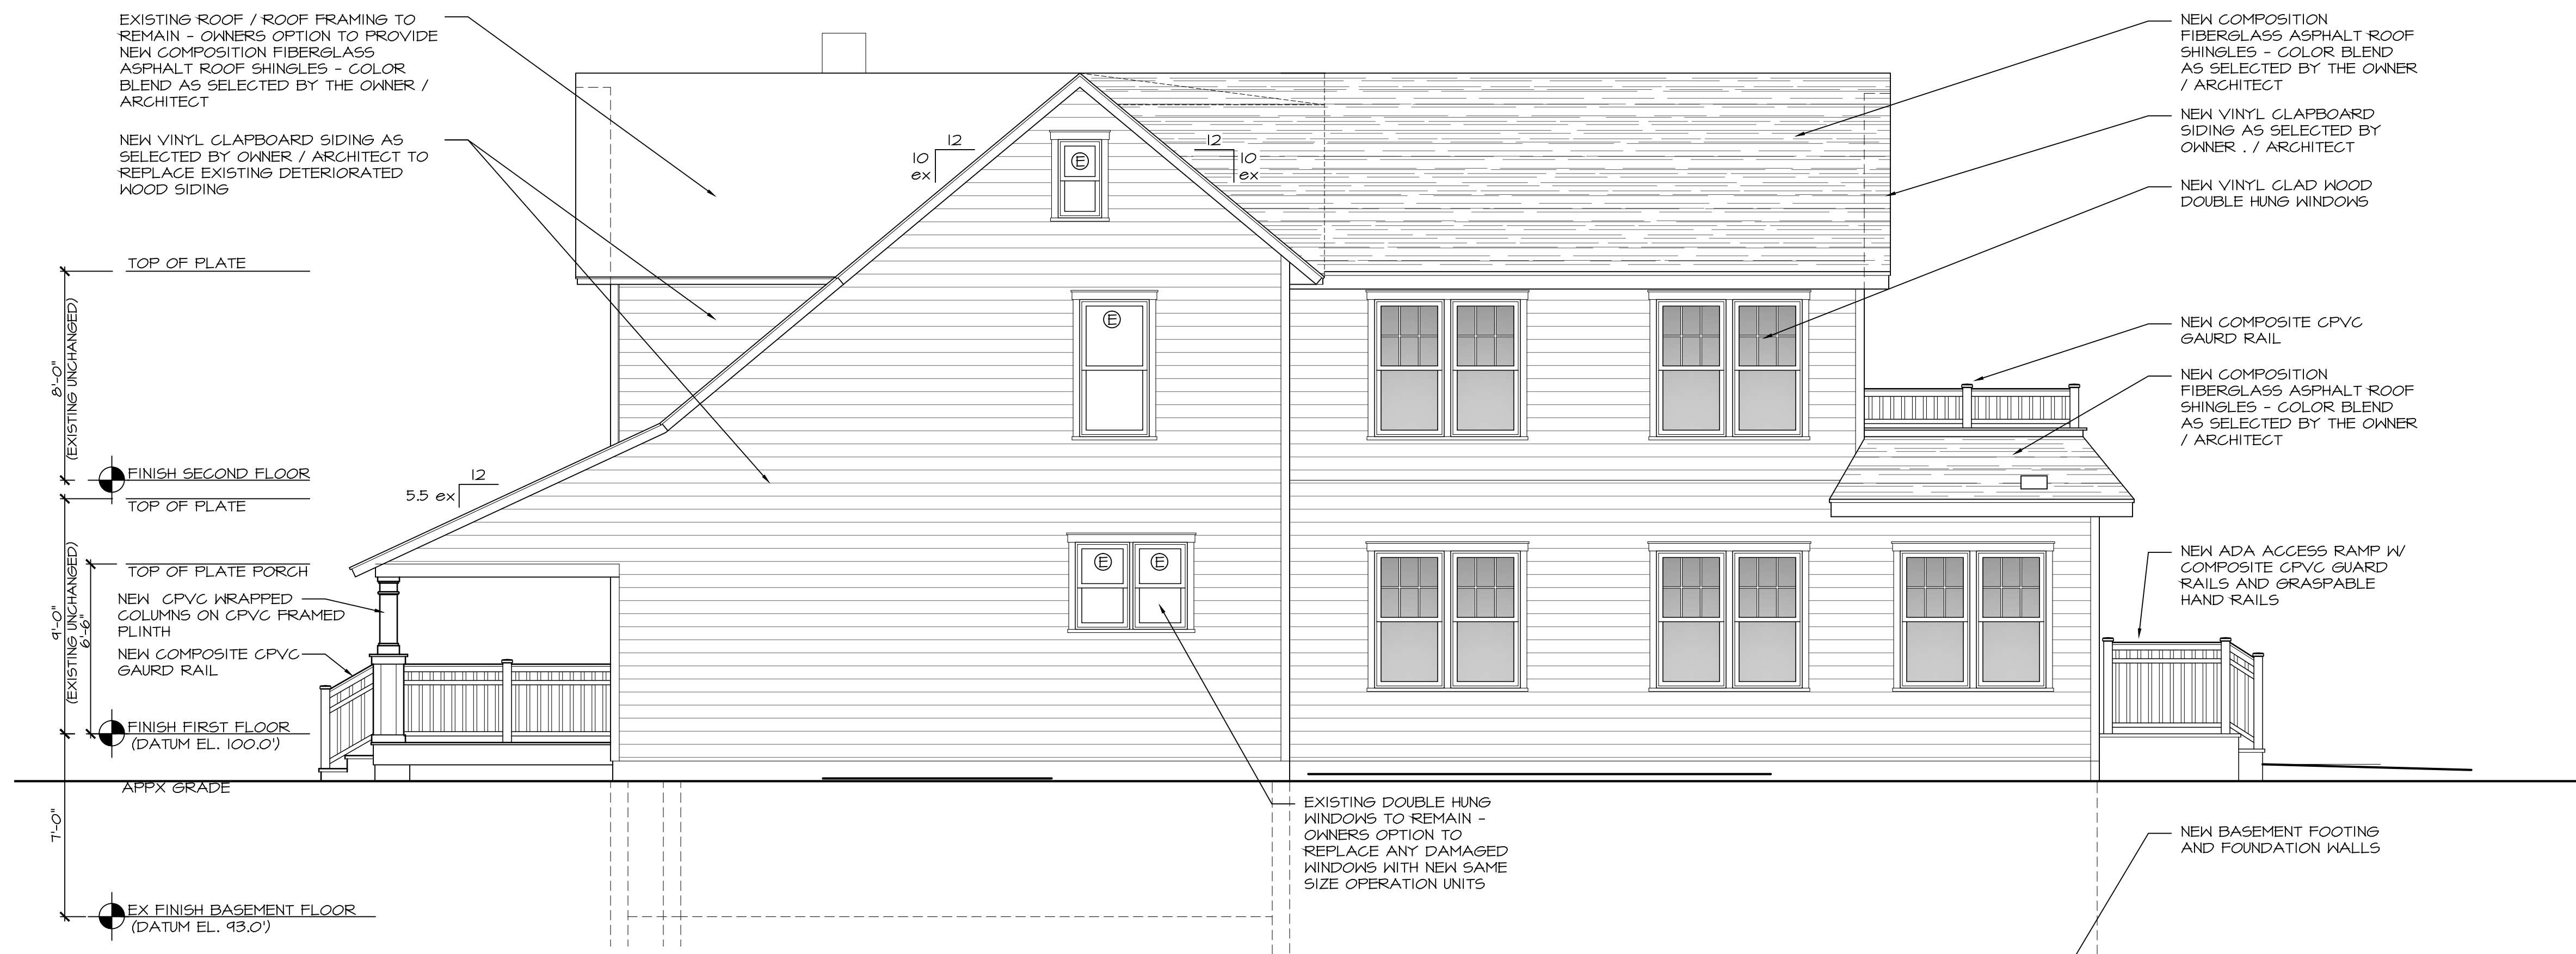 EXISTING ROOF / ROOF FRAMING TO
REMAIN - OWNERS OPTION TO PROVIDE
NEW COMPOSITION FIBERGLASS
ASPHALT ROOF SHINGLES - COLOR
BLEND AS SELECTED BY THE OWNER /
ARCHITECT
NEW VINYL CLAPBOARD SIDING AS
SELECTED BY OWNER / ARCHITECT TO
REPLACE EXISTING DETERIORATED
WOOD SIDING
TOP OF PLATE
8'-0"
(EXISTING UNCHANGED)
FINISH SECOND FLOOR
TOP OF PLATE
9'-0"
(EXISTING UNCHANGED)
6'-6"
TOP OF PLATE PORCH
NEW CPVC WRAPPED
COLUMNS ON CPVC FRAMED
PLINTH
NEW COMPOSITE CPVC
GAURD RAIL
FINISH FIRST FLOOR
(DATUM EL. 100.0')
APPX GRADE
7'-0"
EX FINISH BASEMENT FLOOR
(DATUM EL. 93.0')
12
10
ex
12
10
ex
12
5.5 ex
E
E
E
E
EXISTING DOUBLE HUNG
WINDOWS TO REMAIN -
OWNERS OPTION TO
REPLACE ANY DAMAGED
WINDOWS WITH NEW SAME
SIZE OPERATION UNITS
NEW COMPOSITION
FIBERGLASS ASPHALT ROOF
SHINGLES - COLOR BLEND
AS SELECTED BY THE OWNER
/ ARCHITECT
NEW VINYL CLAPBOARD
SIDING AS SELECTED BY
OWNER . / ARCHITECT
NEW VINYL CLAD WOOD
DOUBLE HUNG WINDOWS
NEW COMPOSITE CPVC
GAURD RAIL
NEW COMPOSITION
FIBERGLASS ASPHALT ROOF
SHINGLES - COLOR BLEND
AS SELECTED BY THE OWNER
/ ARCHITECT
NEW ADA ACCESS RAMP W/
COMPOSITE CPVC GUARD
RAILS AND GRASPABLE
HAND RAILS
NEW BASEMENT FOOTING
AND FOUNDATION WALLS